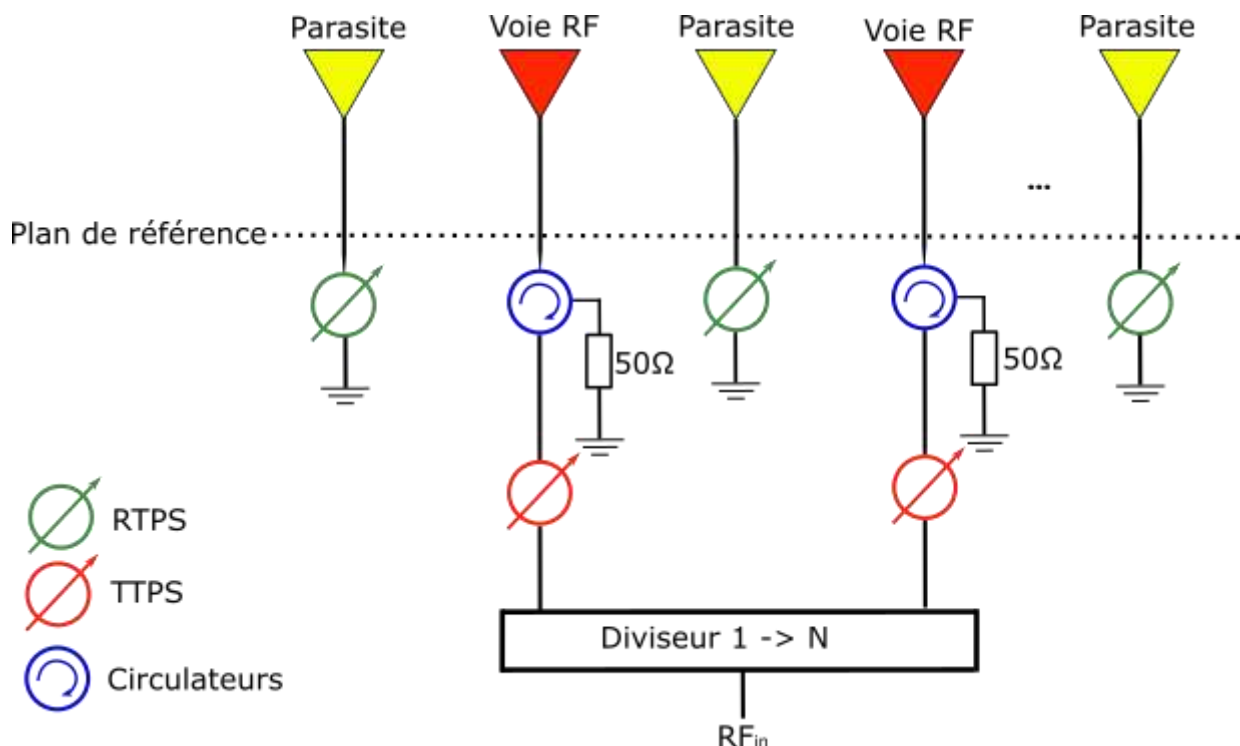 Parasite
Voie RF
Parasite
Voie RF
Parasite
...
Plan de référence
50Ω
50Ω
RTPS
TTPS
Circulateurs
Diviseur 1 -> N
RFin